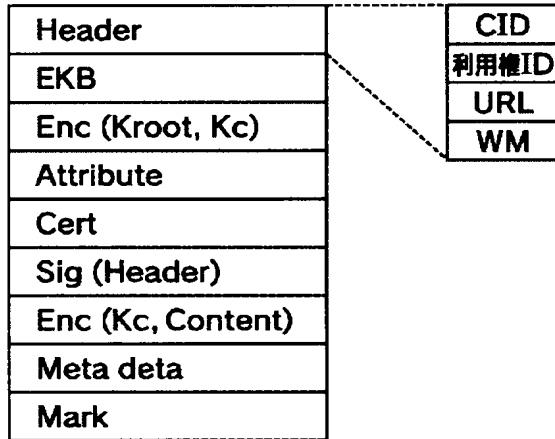 Header
EKB
Enc (Kroot, Kc)
Attribute
Cert
Sig (Header)
Enc (Kc, Content)
Meta deta
Mark
CID
利用権ID
URL
WM